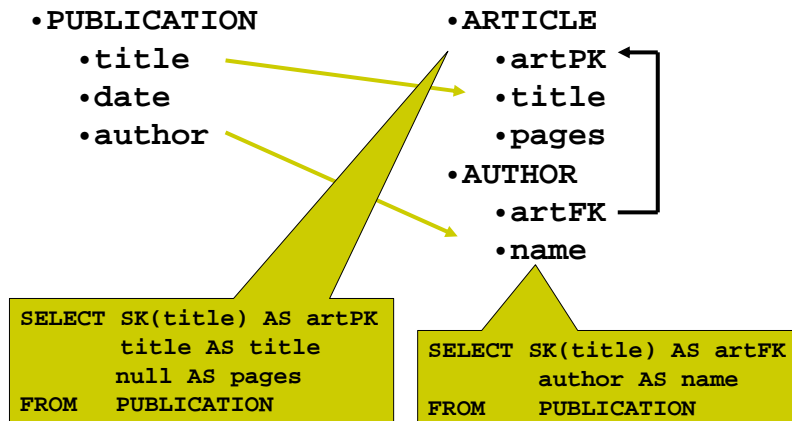 •PUBLICATION
•title
•date
•author
•ARTICLE
•artPK
•title
•pages
•AUTHOR
•artFK
•name
SELECT SK(title) AS artPK
title AS title
null AS pages
FROM PUBLICATION
SELECT SK(title) AS artFK
author AS name
FROM PUBLICATION